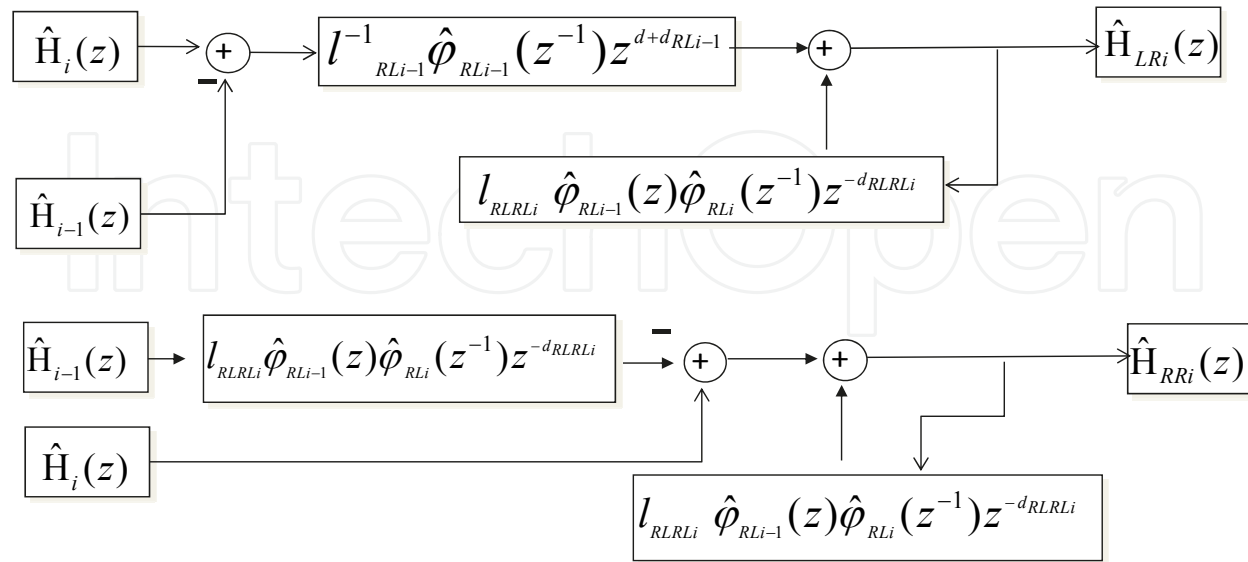 Ĥ_i(z)
+
−
l^{-1}_{RLi−1} φ̂_{RLi−1}(z^{-1}) z^{d+d_{RLi−1}}
+
Ĥ_{LRi}(z)
l_{RLRLi} φ̂_{RLi−1}(z) φ̂_{RLi}(z^{-1}) z^{-d_{RLRLi}}
Ĥ_{i−1}(z)
IntechOpen
Ĥ_{i−1}(z)
l_{RLRLi} φ̂_{RLi−1}(z) φ̂_{RLi}(z^{-1}) z^{-d_{RLRLi}}
−
+
+
Ĥ_{RRi}(z)
Ĥ_i(z)
l_{RLRLi} φ̂_{RLi−1}(z) φ̂_{RLi}(z^{-1}) z^{-d_{RLRLi}}